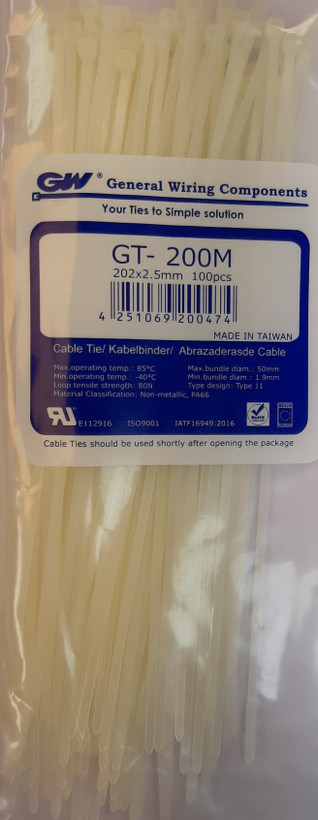 GW® General Wiring Components
Your Ties to Simple solution
GT- 200M
202x2.5mm 100pcs
4 251069 200474
MADE IN TAIWAN
Cable Tie/ Kabelbinder/ Abrazaderasde Cable
Max.operating temp.: 85°C Max.bundle diam.: 50mm
Min.operating temp.: -40°C Min.bundle diam.: 1.9mm
Loop tensile strength: 80N Type design: Type 11
Material Classification: Non-metallic, PA66
RU E112916 ISO9001 IATF16949:2016
RoHS
Cable Ties should be used shortly after opening the package